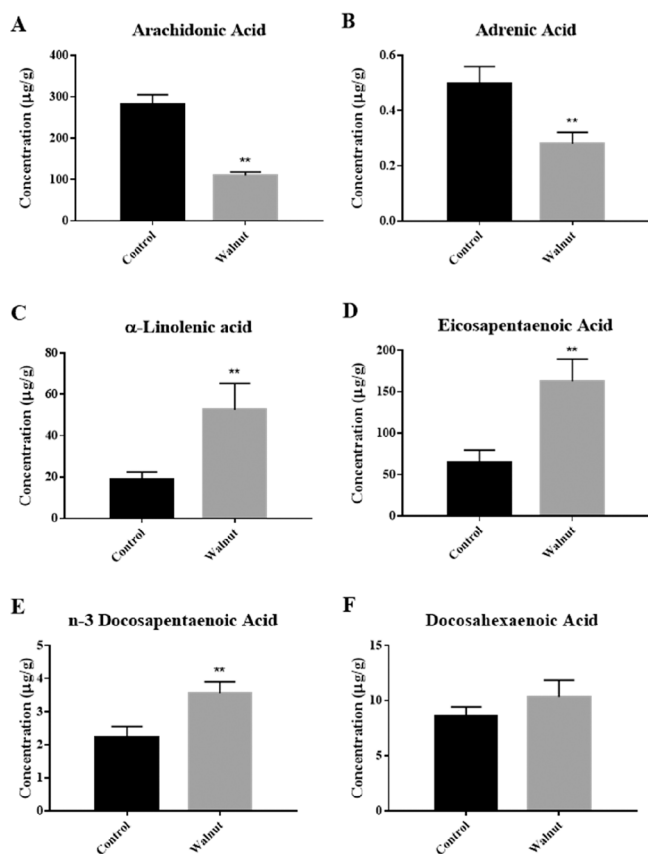 A
Arachidonic Acid
Concentration (µg/g)
400
300
200
100
0
**
Control
Walnut
B
Adrenic Acid
Concentration (µg/g)
0.6
0.4
0.2
0.0
**
Control
Walnut
C
α-Linolenic acid
Concentration (µg/g)
80
60
40
20
0
**
Control
Walnut
D
Eicosapentaenoic Acid
Concentration (µg/g)
200
150
100
50
0
**
Control
Walnut
E
n-3 Docosapentaenoic Acid
Concentration (µg/g)
5
4
3
2
1
0
**
Control
Walnut
F
Docosahexaenoic Acid
Concentration (µg/g)
15
10
5
0
Control
Walnut